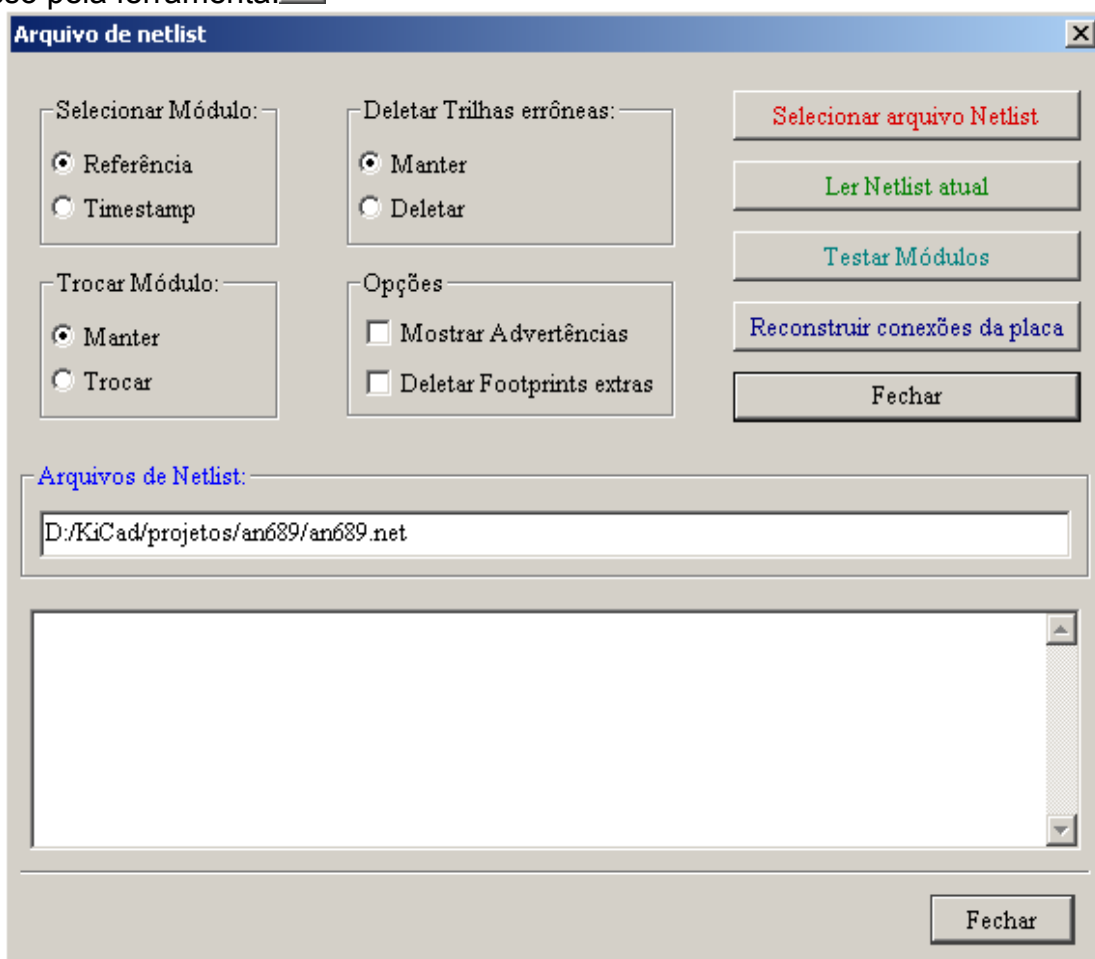 pela ferramenta.
Arquivo de netlist
Selecionar Módulo:
Referência
Timestamp
Deletar Trilhas errôneas:
Manter
Deletar
Selecionar arquivo Netlist
Ler Netlist atual
Testar Módulos
Reconstruir conexões da placa
Fechar
Trocar Módulo:
Manter
Trocar
Opções
Mostrar Advertências
Deletar Footprints extras
Arquivos de Netlist:
D:/KiCad/projetos/an689/an689.net
Fechar